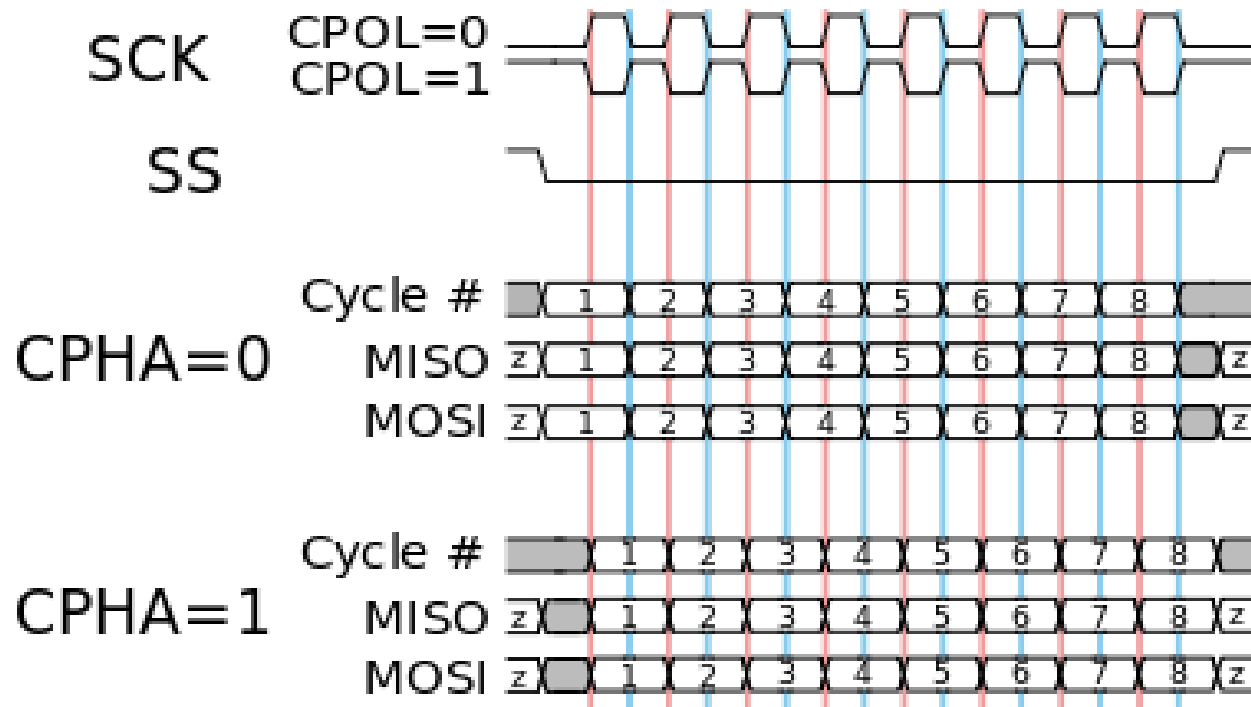 SCK CPOL=0
CPOL=1
SS
Cycle # 1 2 3 4 5 6 7 8
CPHA=0 MISO z 1 2 3 4 5 6 7 8 z
MOSI z 1 2 3 4 5 6 7 8 z
Cycle # 1 2 3 4 5 6 7 8
CPHA=1 MISO z 1 2 3 4 5 6 7 8 z
MOSI z 1 2 3 4 5 6 7 8 z